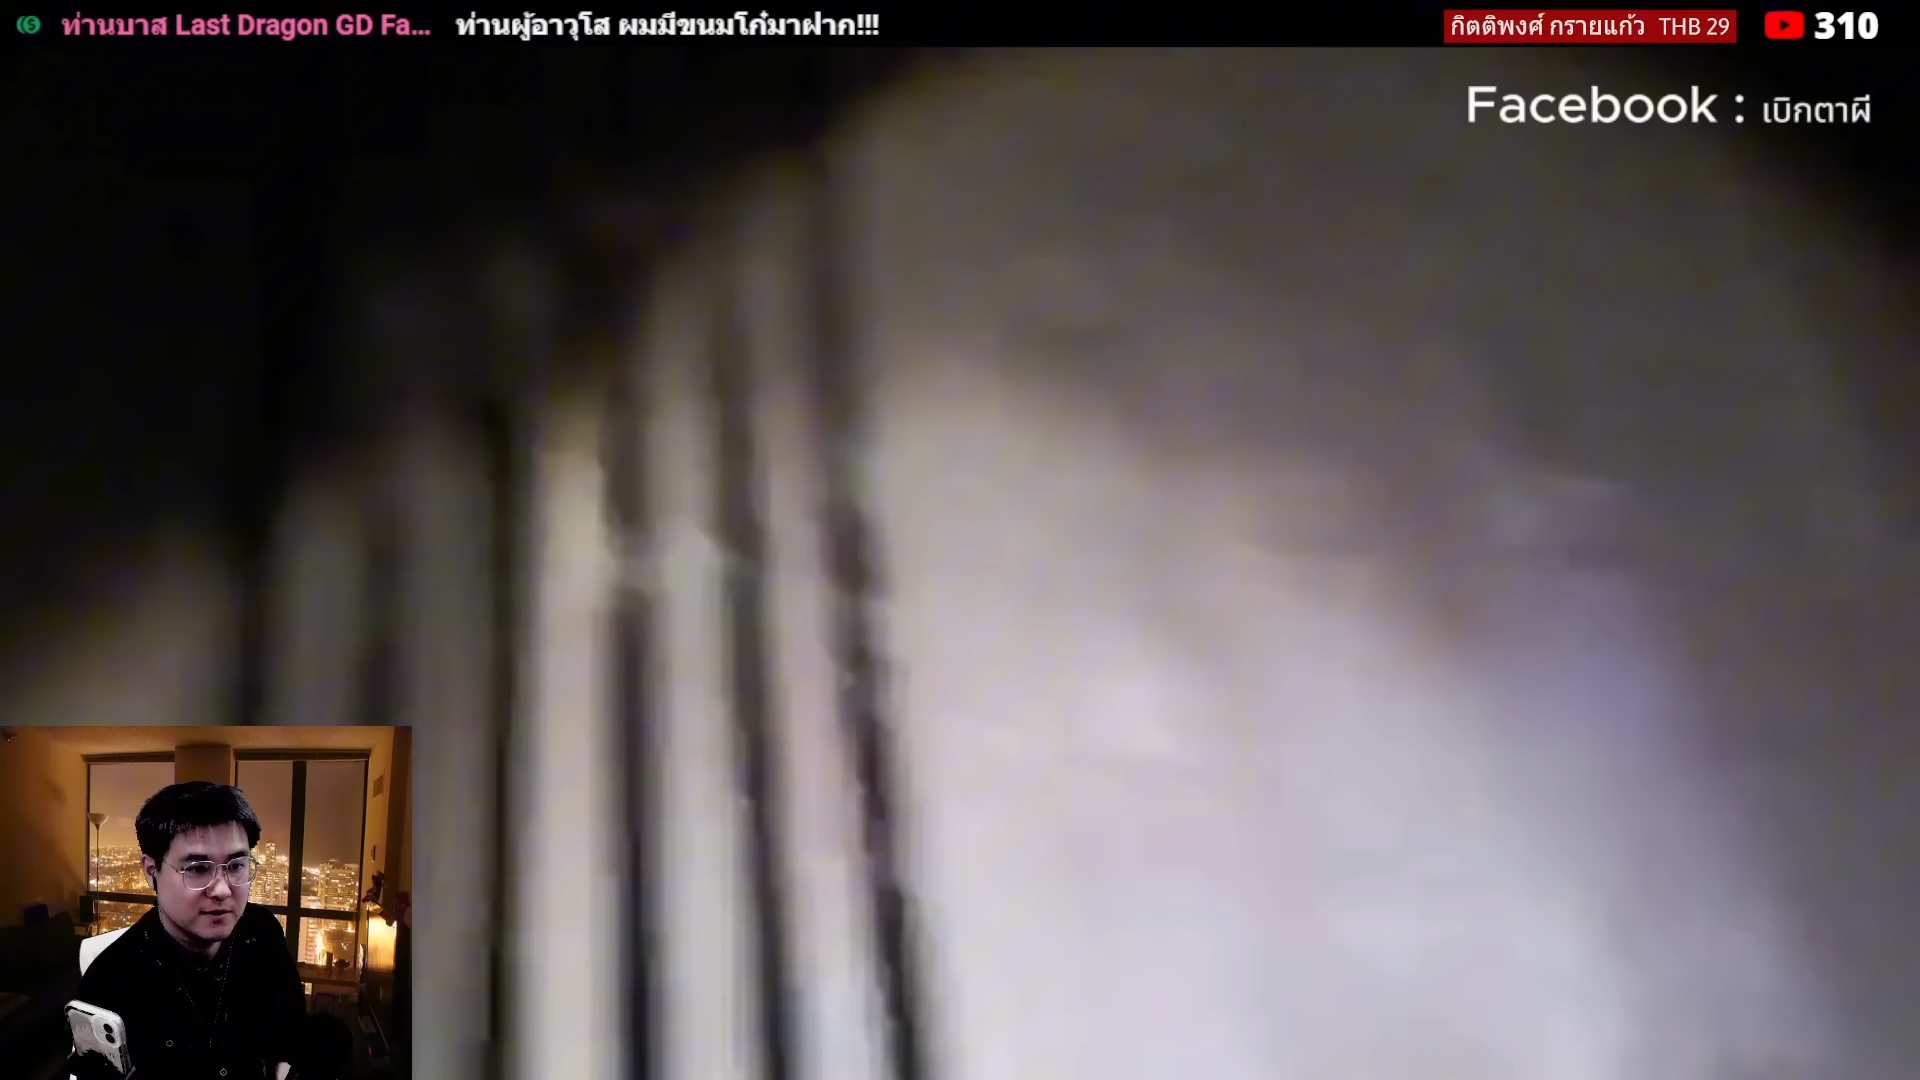 ท่านบาส Last Dragon GD Fa... ท่านผู้อาวุโส ผมมีขนมโก๋มาฝาก!!!
กิตติพงศ์ กรายแก้ว THB 29
310
Facebook : เบิกตาผี